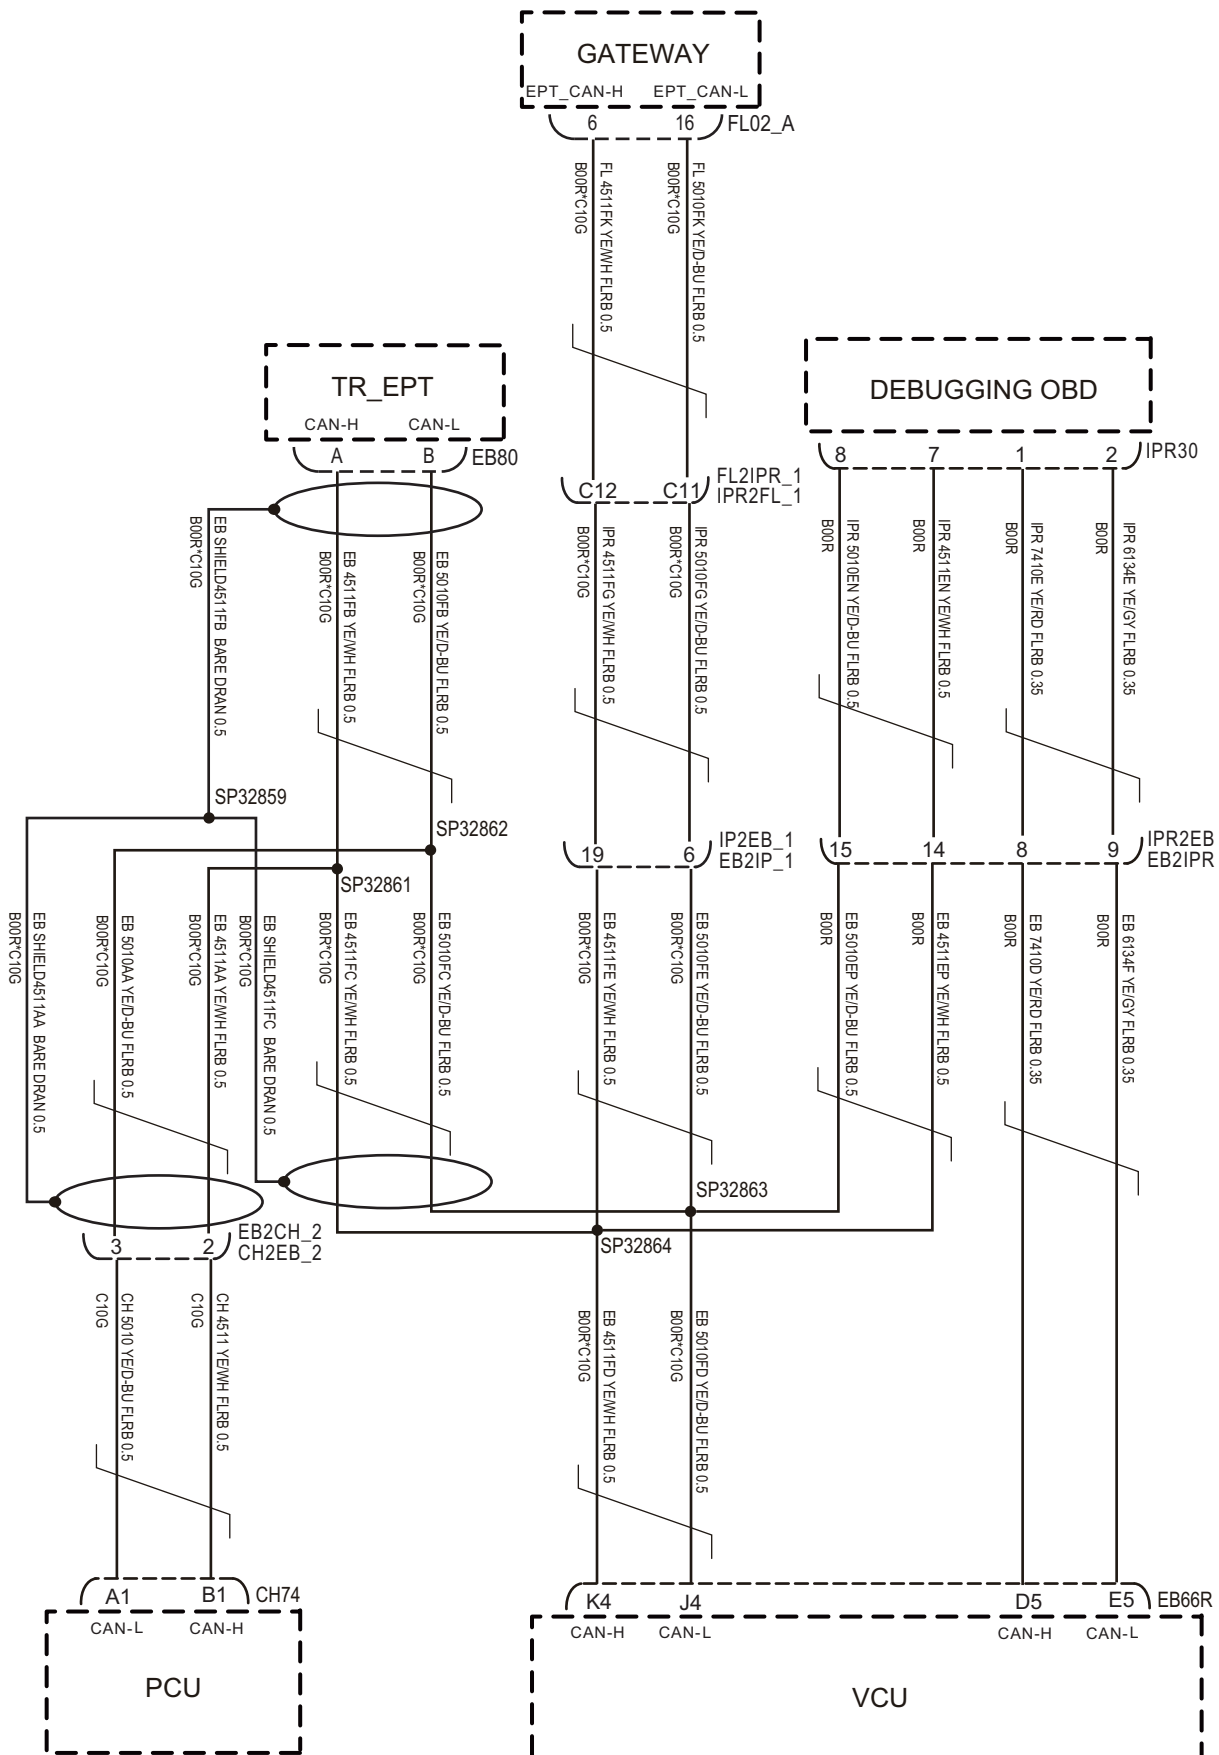 GATEWAY
EPT_CAN-H EPT_CAN-L
6 16 FL02_A
FL 4511FK YE/WH FLRB 0.5
B00R*C10G
FL 5010FK YE/D-BU FLRB 0.5
B00R*C10G
TR_EPT
CAN-H CAN-L
A B EB80
DEBUGGING OBD
8 7 1 2 IPR30
C12 C11 FL2IPR_1
IPR2FL_1
EB SHIELD4511FB BARE DRAN 0.5
B00R*C10G
EB 4511FB YE/WH FLRB 0.5
B00R*C10G
EB 5010FB YE/D-BU FLRB 0.5
B00R*C10G
IPR 4511FG YE/WH FLRB 0.5
B00R*C10G
IPR 5010FG YE/D-BU FLRB 0.5
B00R*C10G
IPR 5010EN YE/D-BU FLRB 0.5
B00R
IPR 4511EN YE/WH FLRB 0.5
B00R
IPR 7410E YE/RD FLRB 0.35
B00R
IPR 6134E YE/GY FLRB 0.35
B00R
SP32859
SP32862
SP32861
19 6 IP2EB_1
EB2IP_1
15 14 8 9 IPR2EB
EB2IPR
EB SHIELD4511AA BARE DRAN 0.5
B00R*C10G
EB 5010AA YE/D-BU FLRB 0.5
B00R*C10G
EB 4511AA YE/WH FLRB 0.5
B00R*C10G
EB SHIELD4511FC BARE DRAN 0.5
B00R*C10G
EB 4511FC YE/WH FLRB 0.5
B00R*C10G
EB 5010FC YE/D-BU FLRB 0.5
B00R*C10G
EB 4511FE YE/WH FLRB 0.5
B00R*C10G
EB 5010FE YE/D-BU FLRB 0.5
B00R*C10G
EB 5010EP YE/D-BU FLRB 0.5
B00R
EB 4511EP YE/WH FLRB 0.5
B00R
EB 7410D YE/RD FLRB 0.35
B00R
EB 6134F YE/GY FLRB 0.35
B00R
SP32863
SP32864
3 2 EB2CH_2
CH2EB_2
CH 5010 YE/D-BU FLRB 0.5
C10G
CH 4511 YE/WH FLRB 0.5
C10G
EB 4511FD YE/WH FLRB 0.5
B00R*C10G
EB 5010FD YE/D-BU FLRB 0.5
B00R*C10G
A1 B1 CH74
CAN-L CAN-H
PCU
K4 J4 D5 E5 EB66R
CAN-H CAN-L CAN-H CAN-L
VCU